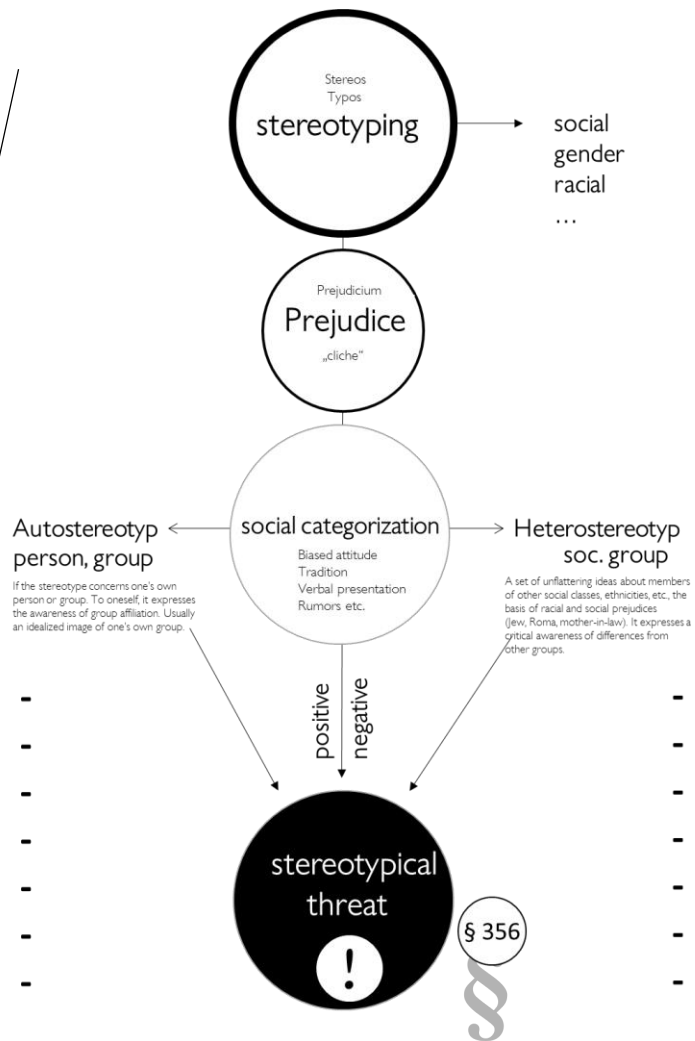 Stereos
Typos
stereotyping
social
gender
racial
...
Prejudicium
Prejudice
„cliche“
social categorization
Biased attitude
Tradition
Verbal presentation
Rumors etc.
Autostereotyp
person, group
If the stereotype concerns one's own
person or group. To oneself, it expresses
the awareness of group affiliation. Usually
an idealized image of one's own group.
Heterostereotyp
soc. group
A set of unflattering ideas about members
of other social classes, ethnicities, etc., the
basis of racial and social prejudices
(Jew, Roma, mother-in-law). It expresses a
critical awareness of differences from
other groups.
positive
negative
-
-
-
-
-
-
-
-
-
-
-
-
-
-
stereotypical
threat
!
§ 356
§